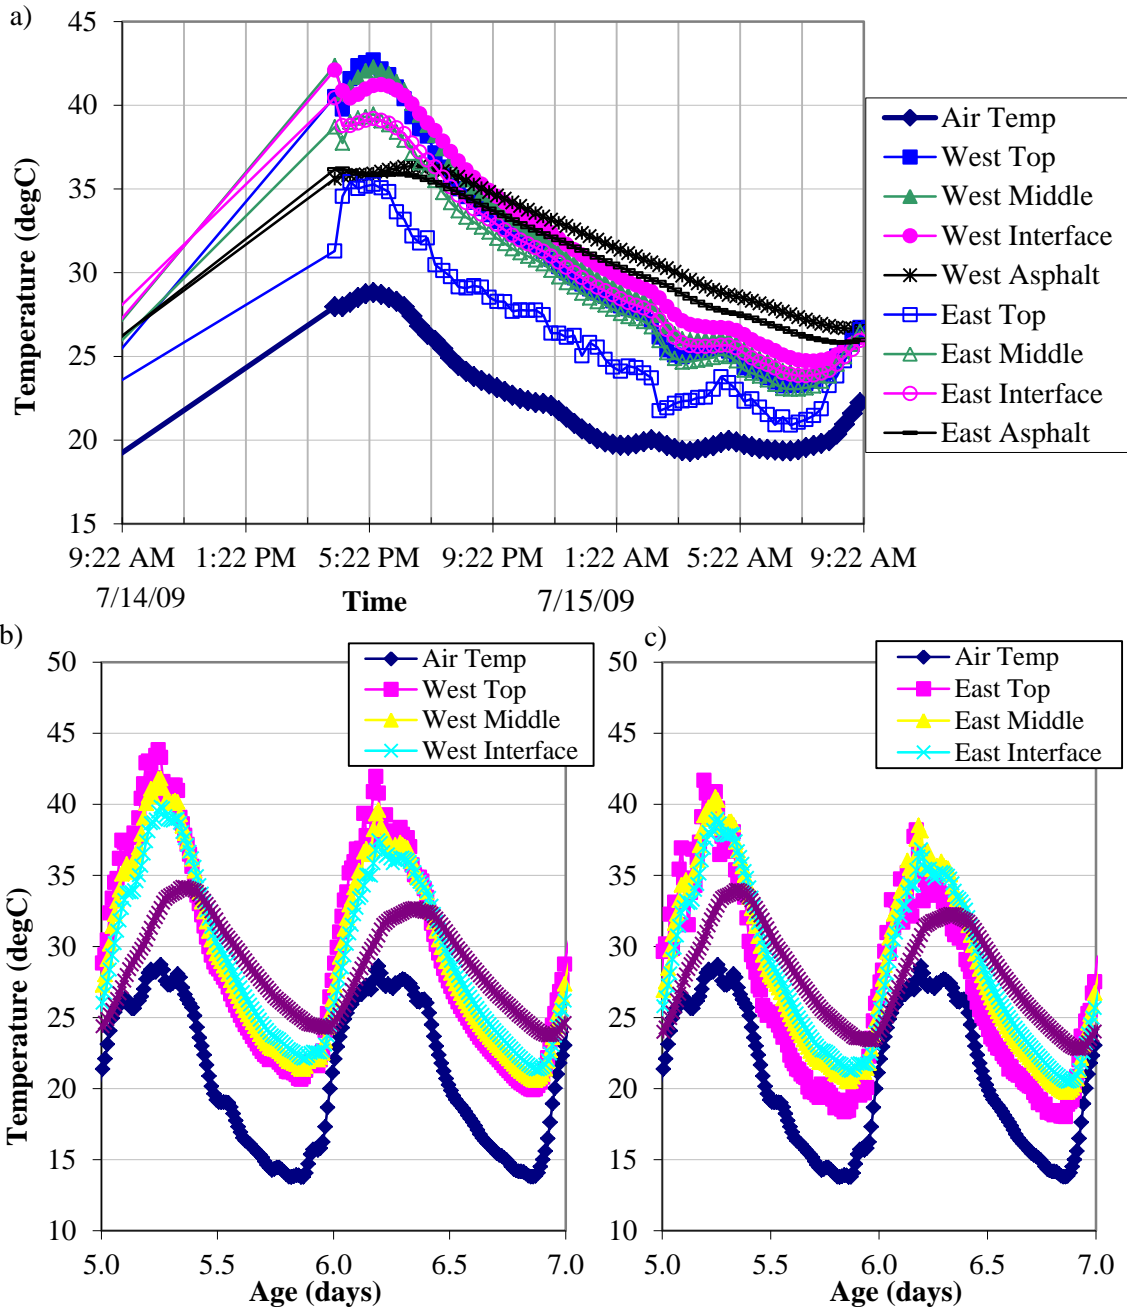 a)
45
40
35
30
25
20
15
Temperature (degC)
9:22 AM 1:22 PM 5:22 PM 9:22 PM 1:22 AM 5:22 AM 9:22 AM
7/14/09 Time 7/15/09
Air Temp
West Top
West Middle
West Interface
West Asphalt
East Top
East Middle
East Interface
East Asphalt
b)
50
45
40
35
30
25
20
15
10
Temperature (degC)
5.0 5.5 6.0 6.5 7.0
Age (days)
Air Temp
West Top
West Middle
West Interface
c)
50
45
40
35
30
25
20
15
10
Temperature (degC)
5.0 5.5 6.0 6.5 7.0
Age (days)
Air Temp
East Top
East Middle
East Interface